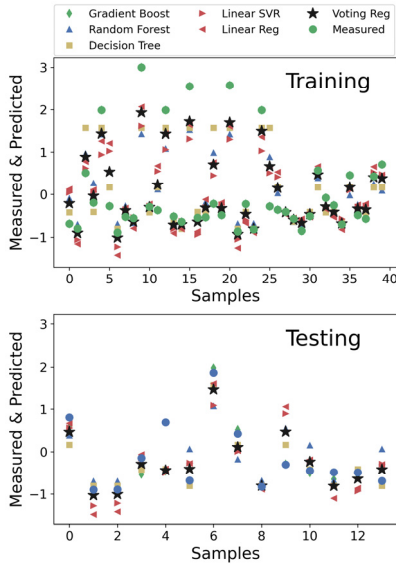 Gradient Boost Linear SVR Voting Reg
Random Forest Linear Reg Measured
Decision Tree
Training
Measured & Predicted
3
2
1
0
−1
0 5 10 15 20 25 30 35 40
Samples
Testing
Measured & Predicted
3
2
1
0
−1
0 2 4 6 8 10 12
Samples